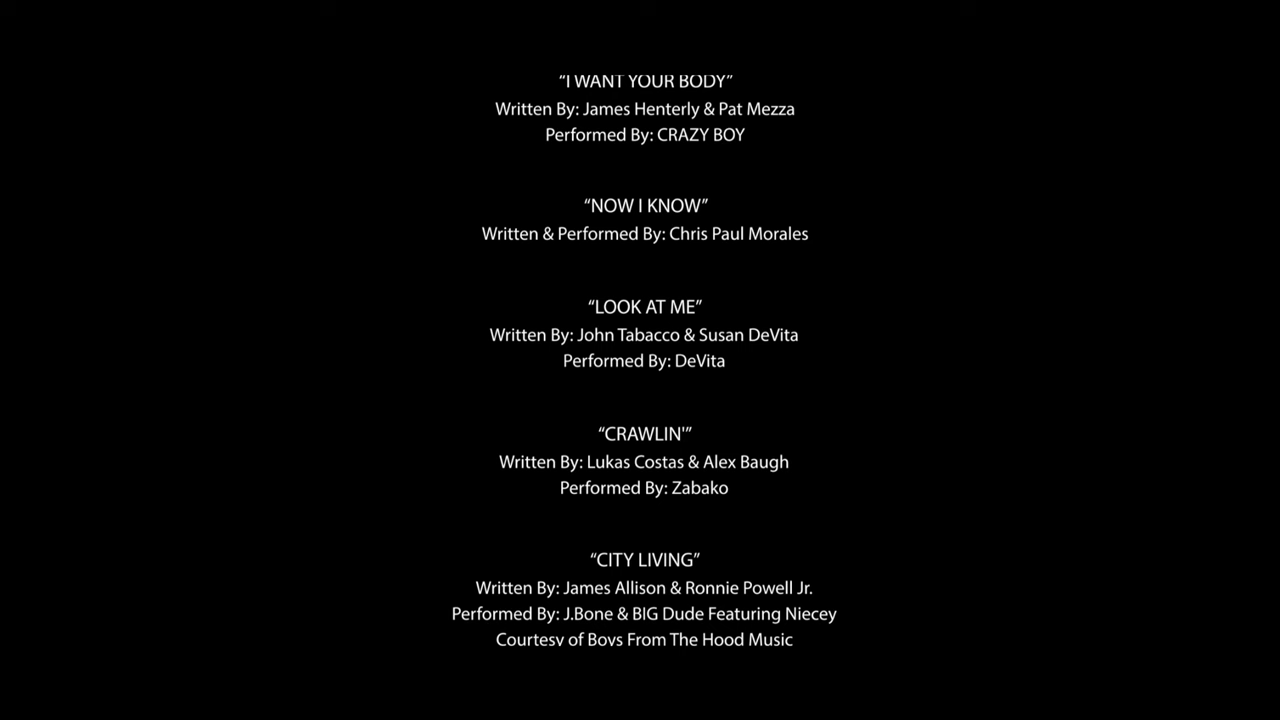 “I WANT YOUR BODY”
Written By: James Henterly & Pat Mezza
Performed By: CRAZY BOY
“NOW I KNOW”
Written & Performed By: Chris Paul Morales
“LOOK AT ME”
Written By: John Tabacco & Susan DeVita
Performed By: DeVita
“CRAWLIN'”
Written By: Lukas Costas & Alex Baugh
Performed By: Zabako
“CITY LIVING”
Written By: James Allison & Ronnie Powell Jr.
Performed By: J.Bone & BIG Dude Featuring Niecey
Courtesy of Boys From The Hood Music